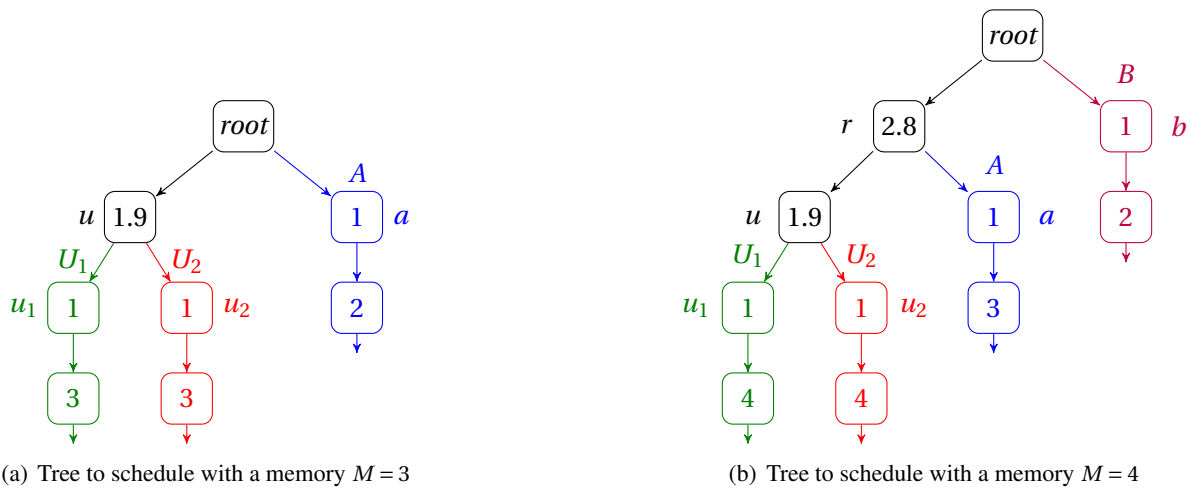 root
A
u 1.9 1 a
U1 U2
u1 1 1 u2 2
3 3
(a) Tree to schedule with a memory M = 3
root
B
r 2.8 1 b
A
u 1.9 1 a 2
U1 U2
u1 1 1 u2 3
4 4
(b) Tree to schedule with a memory M = 4